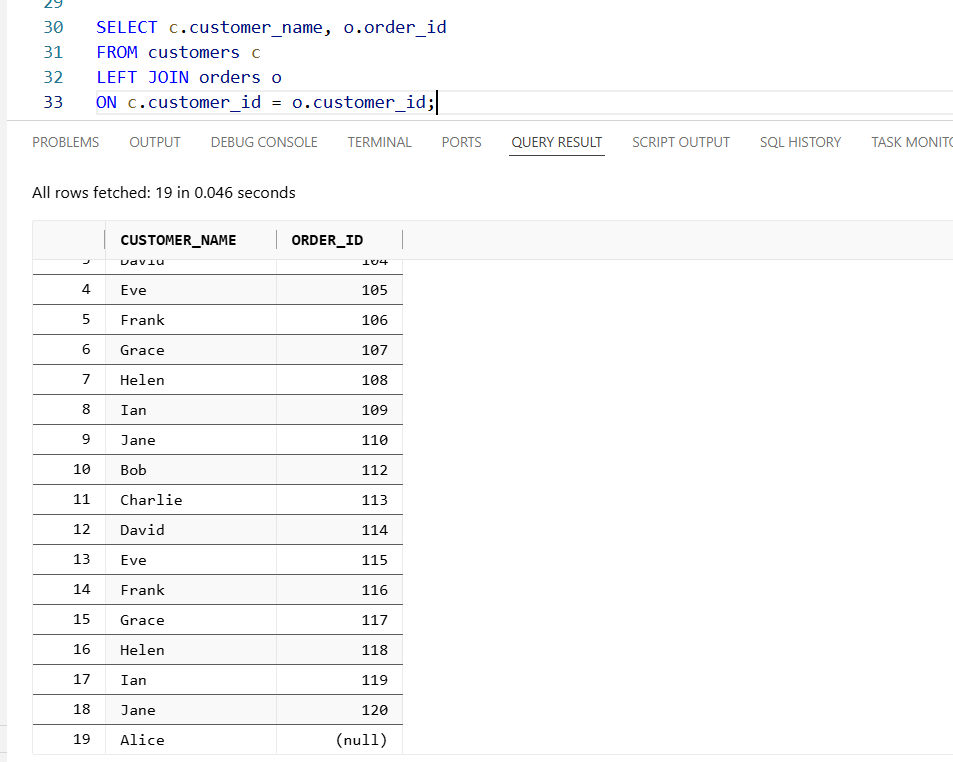 29
30 SELECT c.customer_name, o.order_id
31 FROM customers c
32 LEFT JOIN orders o
33 ON c.customer_id = o.customer_id;
PROBLEMS OUTPUT DEBUG CONSOLE TERMINAL PORTS QUERY RESULT SCRIPT OUTPUT SQL HISTORY TASK MONITO
All rows fetched: 19 in 0.046 seconds
CUSTOMER_NAME ORDER_ID
3 David 104
4 Eve 105
5 Frank 106
6 Grace 107
7 Helen 108
8 Ian 109
9 Jane 110
10 Bob 112
11 Charlie 113
12 David 114
13 Eve 115
14 Frank 116
15 Grace 117
16 Helen 118
17 Ian 119
18 Jane 120
19 Alice (null)